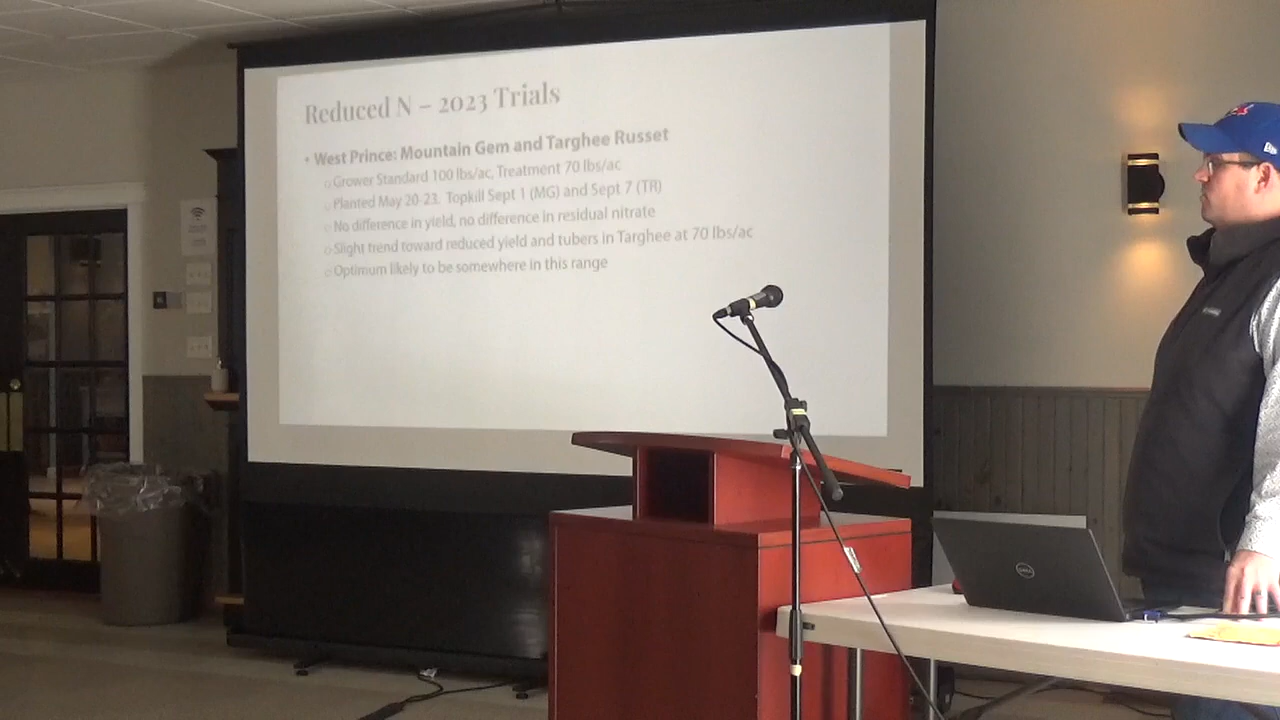 Reduced N – 2023 Trials
• West Prince: Mountain Gem and Targhee Russet
○ Grower Standard 100 lbs/ac, Treatment 70 lbs/ac
○ Planted May 20-23, Topkill Sept 1 (MG) and Sept 7 (TR)
○ No difference in yield, no difference in residual nitrate
○ Slight trend toward reduced yield and tubers in Targhee at 70 lbs/ac
○ Optimum likely to be somewhere in this range
DELL